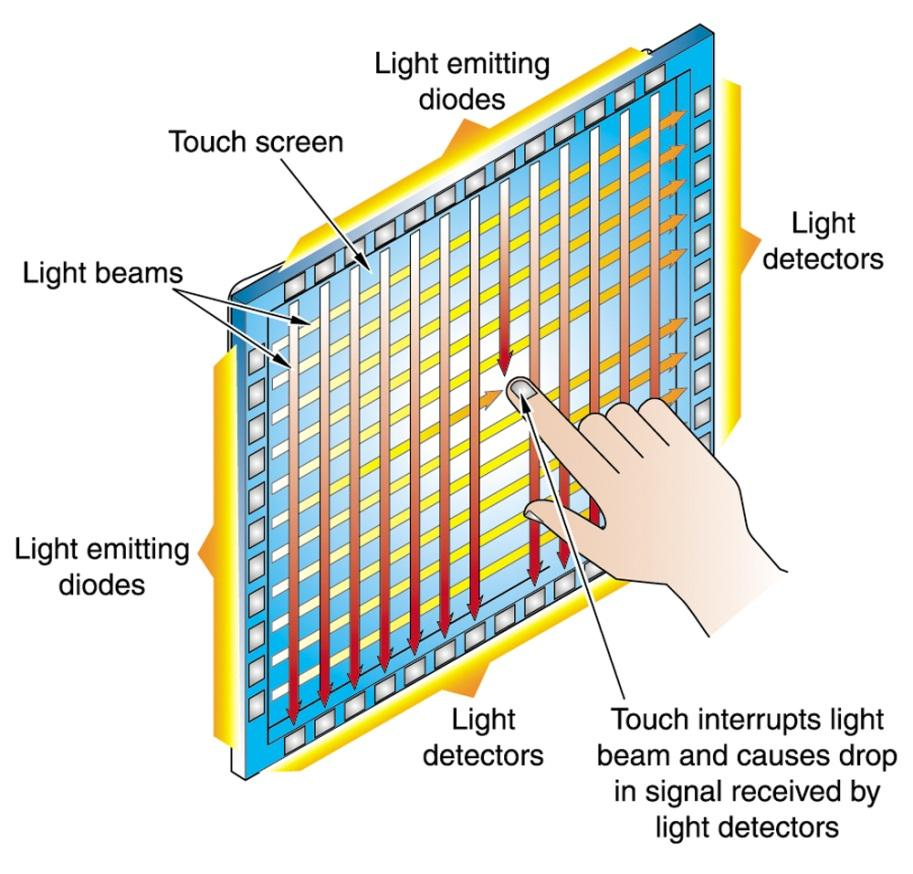 Light emitting
diodes
Touch screen
Light
detectors
Light beams
Light emitting
diodes
Light
detectors
Touch interrupts light
beam and causes drop
in signal received by
light detectors